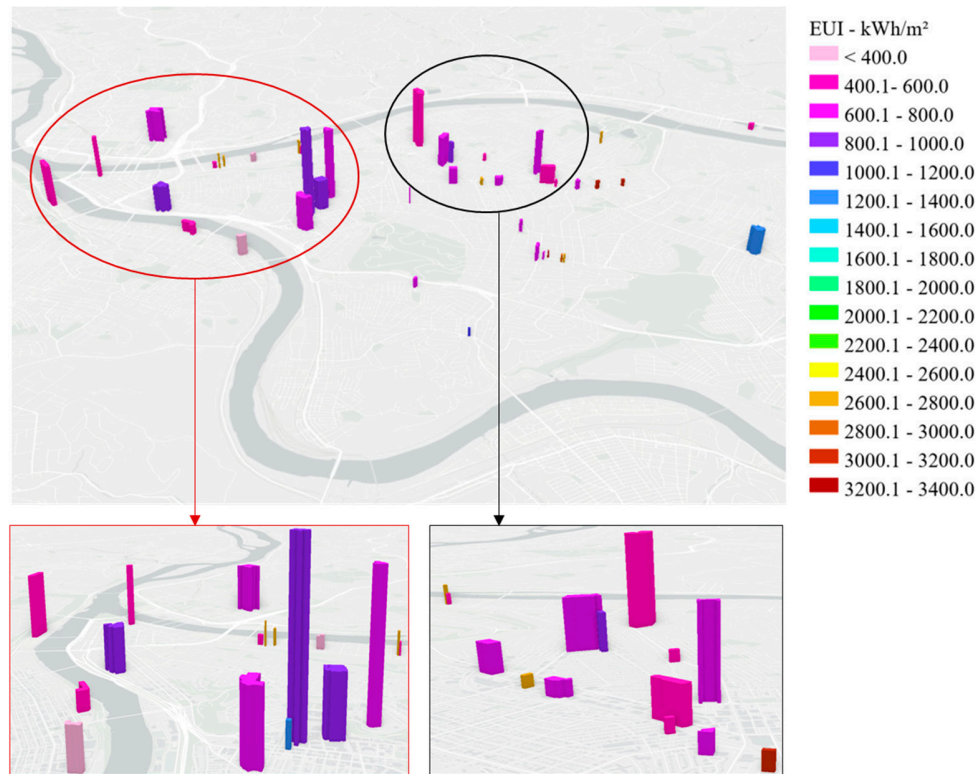 EUI - kWh/m²
< 400.0
400.1- 600.0
600.1 - 800.0
800.1 - 1000.0
1000.1 - 1200.0
1200.1 - 1400.0
1400.1 - 1600.0
1600.1 - 1800.0
1800.1 - 2000.0
2000.1 - 2200.0
2200.1 - 2400.0
2400.1 - 2600.0
2600.1 - 2800.0
2800.1 - 3000.0
3000.1 - 3200.0
3200.1 - 3400.0